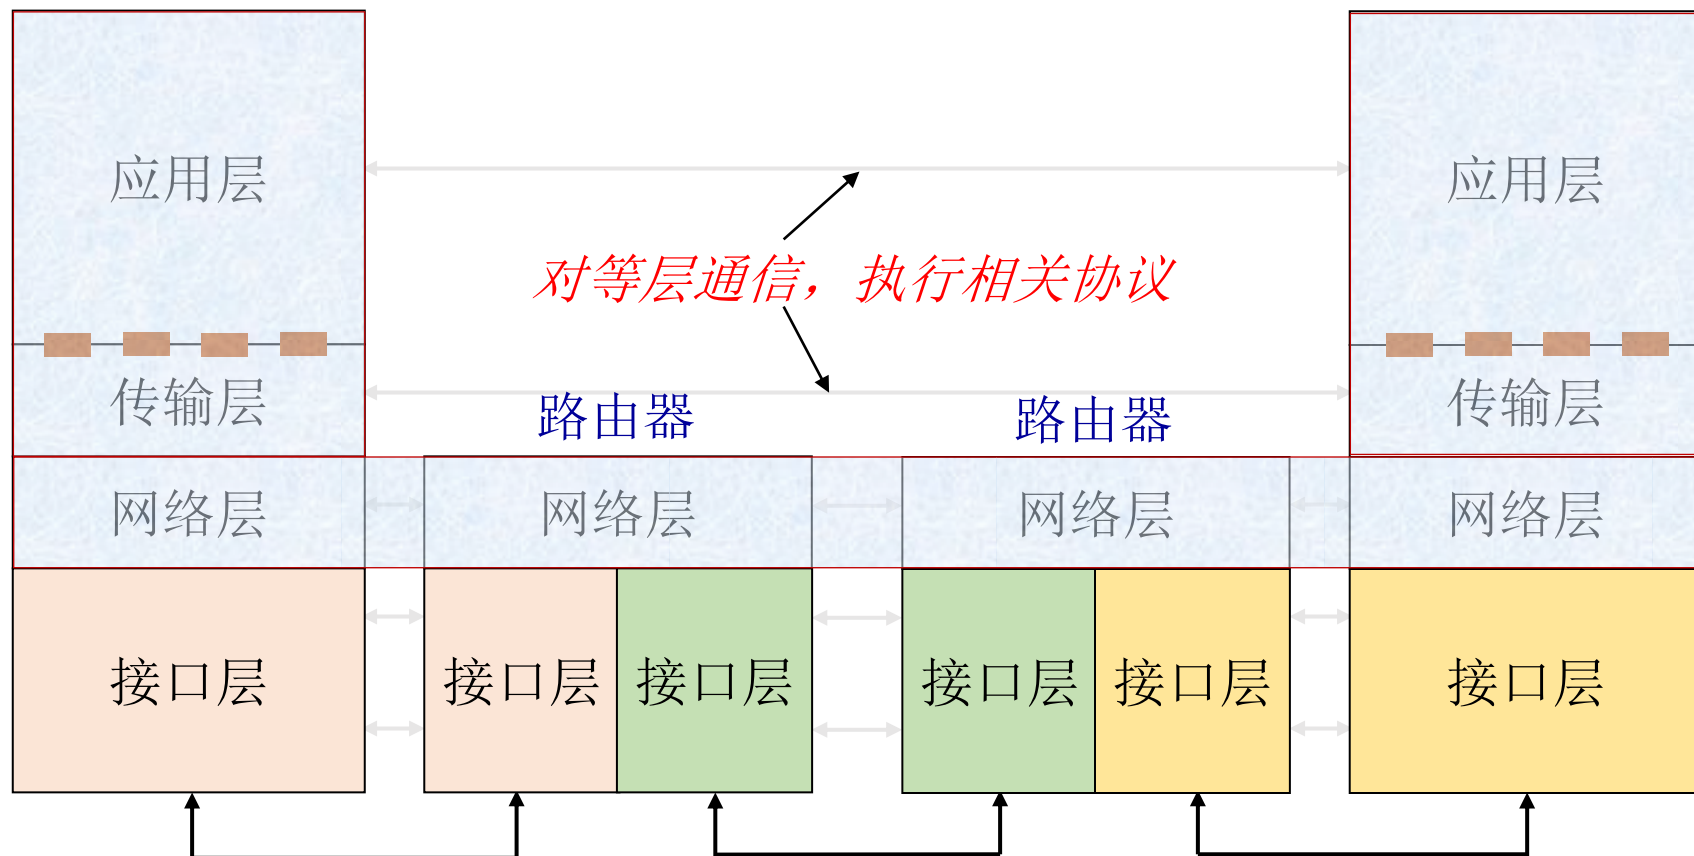 应用层
应用层
对等层通信，执行相关协议
传输层
路由器
路由器
传输层
网络层
网络层
网络层
网络层
接口层
接口层
接口层
接口层
接口层
接口层